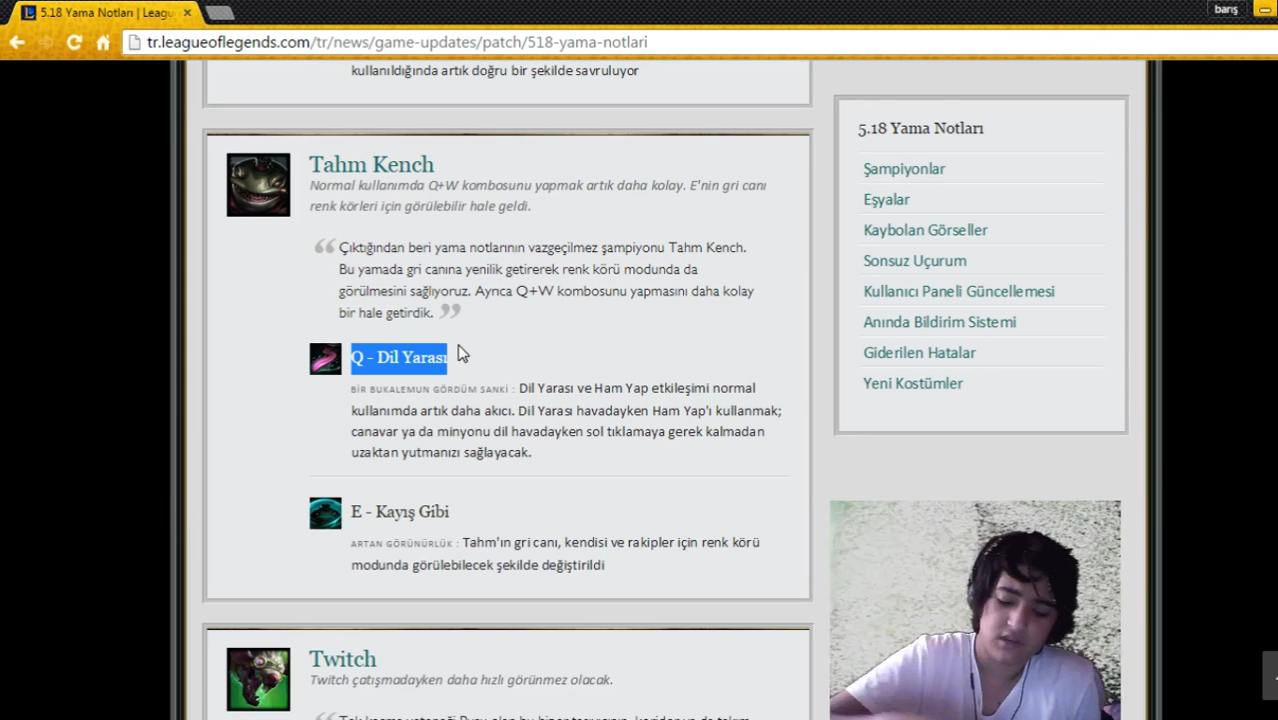 5.18 Yama Notları | Leagu
barış
tr.leagueoflegends.com/tr/news/game-updates/patch/518-yama-notlari
kullanıldığında artık doğru bir şekilde savruluyor
Tahm Kench
Normal kullanımda Q+W kombosunu yapmak artık daha kolay. E'nin gri canı
renk körleri için görülebilir hale geldi.
“ Çıktığından beri yama notlarının vazgeçilmez şampiyonu Tahm Kench.
Bu yamada gri canına yenilik getirerek renk körü modunda da
görülmesini sağlıyoruz. Ayrıca Q+W kombosunu yapmasını daha kolay
bir hale getirdik. ”
Q - Dil Yarası
BİR BUKALEMUN GÖRDÜM SANKİ : Dil Yarası ve Ham Yap etkileşimi normal
kullanımda artık daha akıcı. Dil Yarası havadayken Ham Yap'ı kullanmak;
canavar ya da minyonu dil havadayken sol tıklamaya gerek kalmadan
uzaktan yutmanızı sağlayacak.
E - Kayış Gibi
ARTAN GÖRÜNÜRLÜK : Tahm'ın gri canı, kendisi ve rakipler için renk körü
modunda görülebilecek şekilde değiştirildi
Twitch
Twitch çatışmadayken daha hızlı görünmez olacak.
5.18 Yama Notları
Şampiyonlar
Eşyalar
Kaybolan Görseller
Sonsuz Uçurum
Kullanıcı Paneli Güncellemesi
Anında Bildirim Sistemi
Giderilen Hatalar
Yeni Kostümler